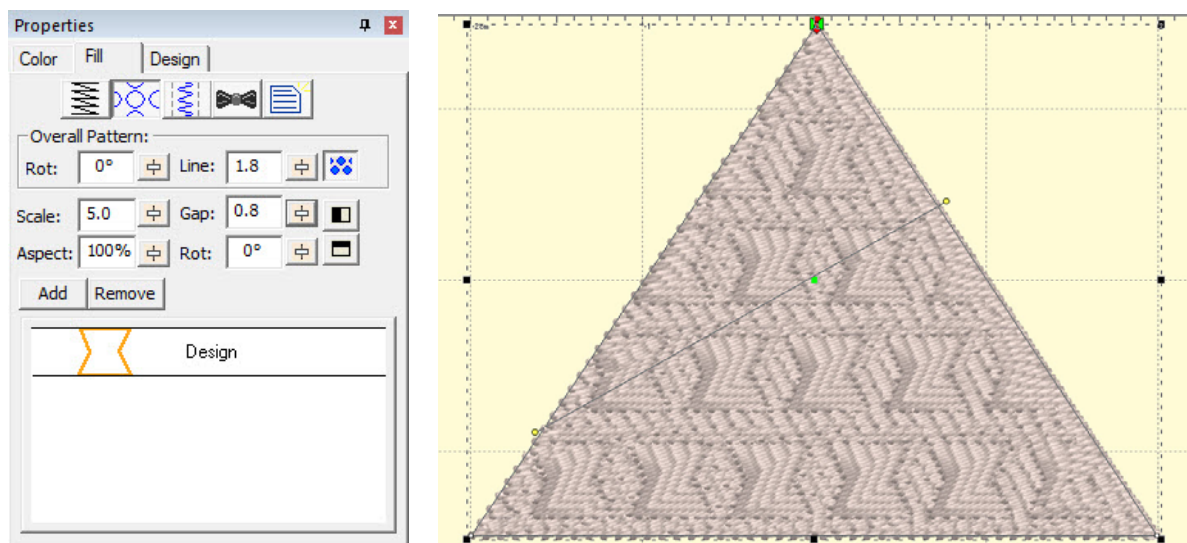 Properties
Color Fill Design
Overall Pattern:
Rot: 0° Line: 1.8
Scale: 5.0 Gap: 0.8
Aspect: 100% Rot: 0°
Add Remove
Design